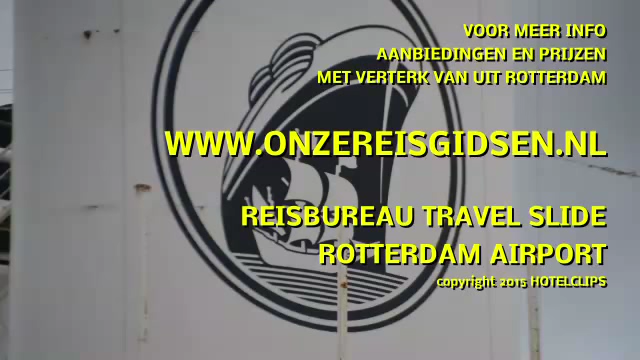 VOOR MEER INFO
AANBIEDINGEN EN PRIJZEN
MET VERTERK VAN UIT ROTTERDAM
WWW.ONZEREISGIDSEN.NL
REISBUREAU TRAVEL SLIDE
ROTTERDAM AIRPORT
copyright 2015 HOTELCLIPS